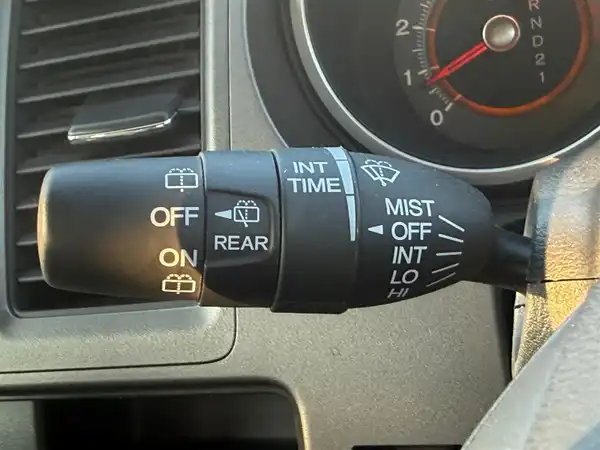 OFF
ON
REAR
INT
TIME
MIST
OFF
INT
LO
HI
2
1
0
R
N
D
2
1